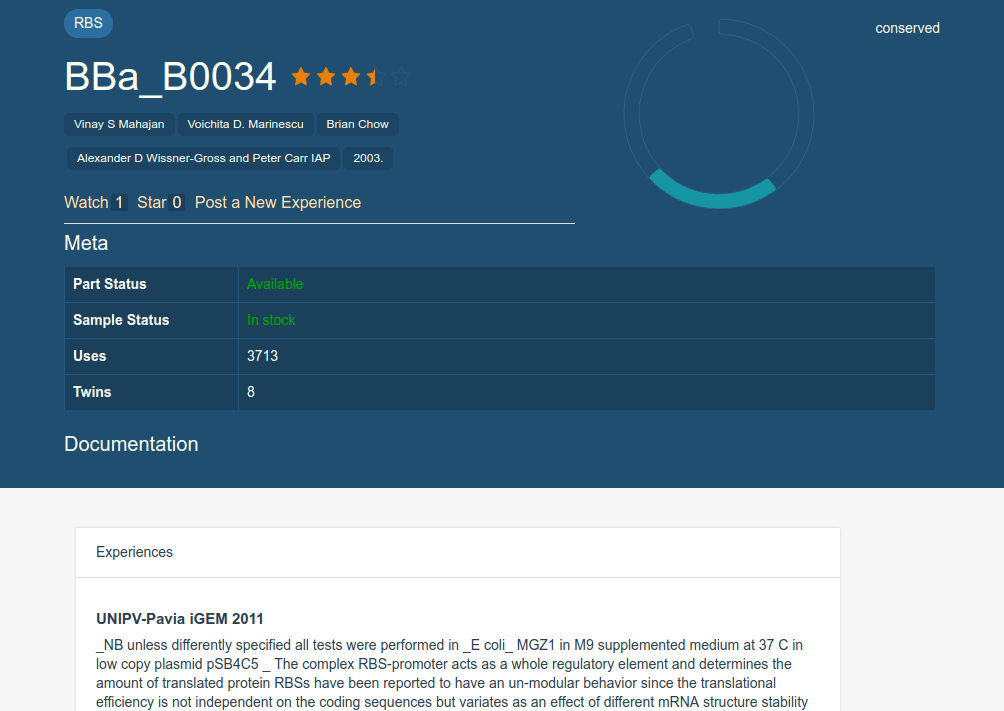 RBS
conserved
BBa_B0034
Vinay S Mahajan Voichita D. Marinescu Brian Chow
Alexander D Wissner-Gross and Peter Carr IAP 2003.
Watch 1 Star 0 Post a New Experience
Meta
Part Status Available
Sample Status In stock
Uses 3713
Twins 8
Documentation
Experiences
UNIPV-Pavia iGEM 2011
_NB unless differently specified all tests were performed in _E coli_ MGZ1 in M9 supplemented medium at 37 C in
low copy plasmid pSB4C5 _ The complex RBS-promoter acts as a whole regulatory element and determines the
amount of translated protein RBSs have been reported to have an un-modular behavior since the translational
efficiency is not independent on the coding sequences but variates as an effect of different mRNA structure stability